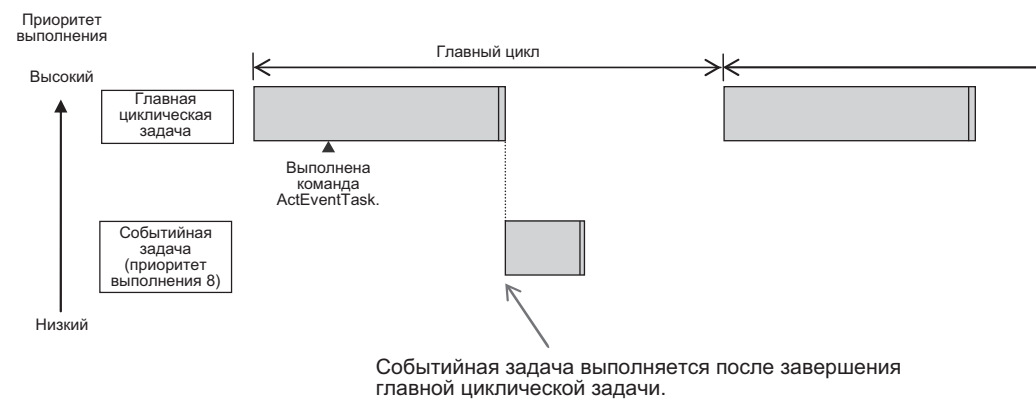 Приоритет
выполнения
Главный цикл
Высокий
Главная
циклическая
задача
Выполнена
команда
ActEventTask.
Событийная
задача
(приоритет
выполнения 8)
Низкий
Событийная задача выполняется после завершения
главной циклической задачи.